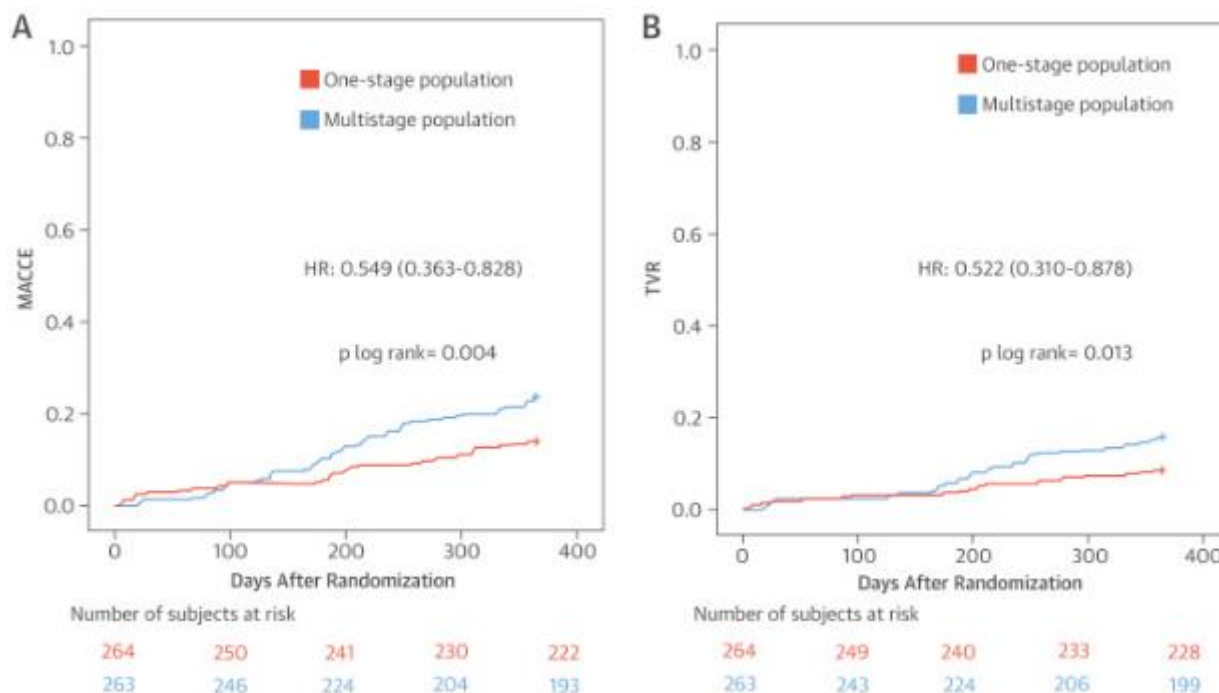 A
MACCE
1.0
0.8
0.6
0.4
0.2
0.0
One-stage population
Multistage population
HR: 0.549 (0.363-0.828)
p log rank= 0.004
0 100 200 300 400
Days After Randomization
Number of subjects at risk
264 250 241 230 222
263 246 224 204 193
B
TVR
1.0
0.8
0.6
0.4
0.2
0.0
One-stage population
Multistage population
HR: 0.522 (0.310-0.878)
p log rank= 0.013
0 100 200 300 400
Days After Randomization
Number of subjects at risk
264 249 240 233 228
263 243 224 206 199